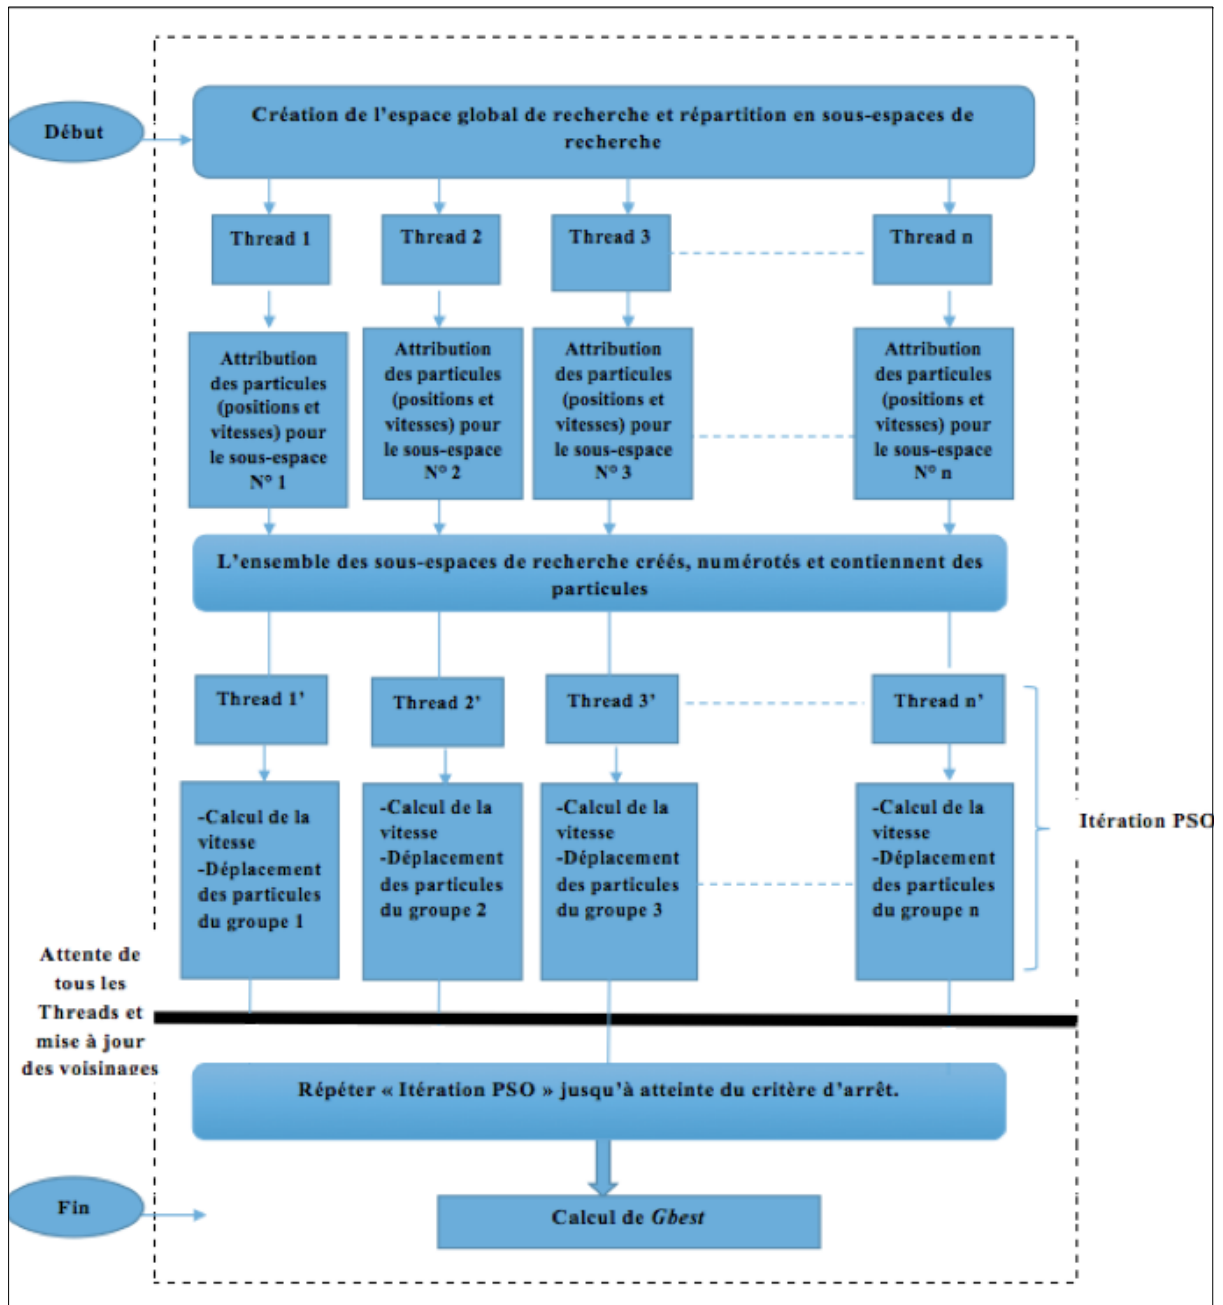 Début
Création de l'espace global de recherche et répartition en sous-espaces de
recherche
Thread 1
Thread 2
Thread 3
Thread n
Attribution
des particules
(positions et
vitesses) pour
le sous-espace
N° 1
Attribution
des particules
(positions et
vitesses) pour
le sous-espace
N° 2
Attribution
des particules
(positions et
vitesses) pour
le sous-espace
N° 3
Attribution
des particules
(positions et
vitesses) pour
le sous-espace
N° n
L'ensemble des sous-espaces de recherche créés, numérotés et contiennent des
particules
Thread 1’
Thread 2’
Thread 3’
Thread n’
-Calcul de la
vitesse
-Déplacement
des particules
du groupe 1
-Calcul de la
vitesse
-Déplacement
des particules
du groupe 2
-Calcul de la
vitesse
-Déplacement
des particules
du groupe 3
-Calcul de la
vitesse
-Déplacement
des particules
du groupe n
Itération PSO
Attente de
tous les
Threads et
mise à jour
des voisinages
Répéter « Itération PSO » jusqu'à atteinte du critère d'arrêt.
Fin
Calcul de Gbest